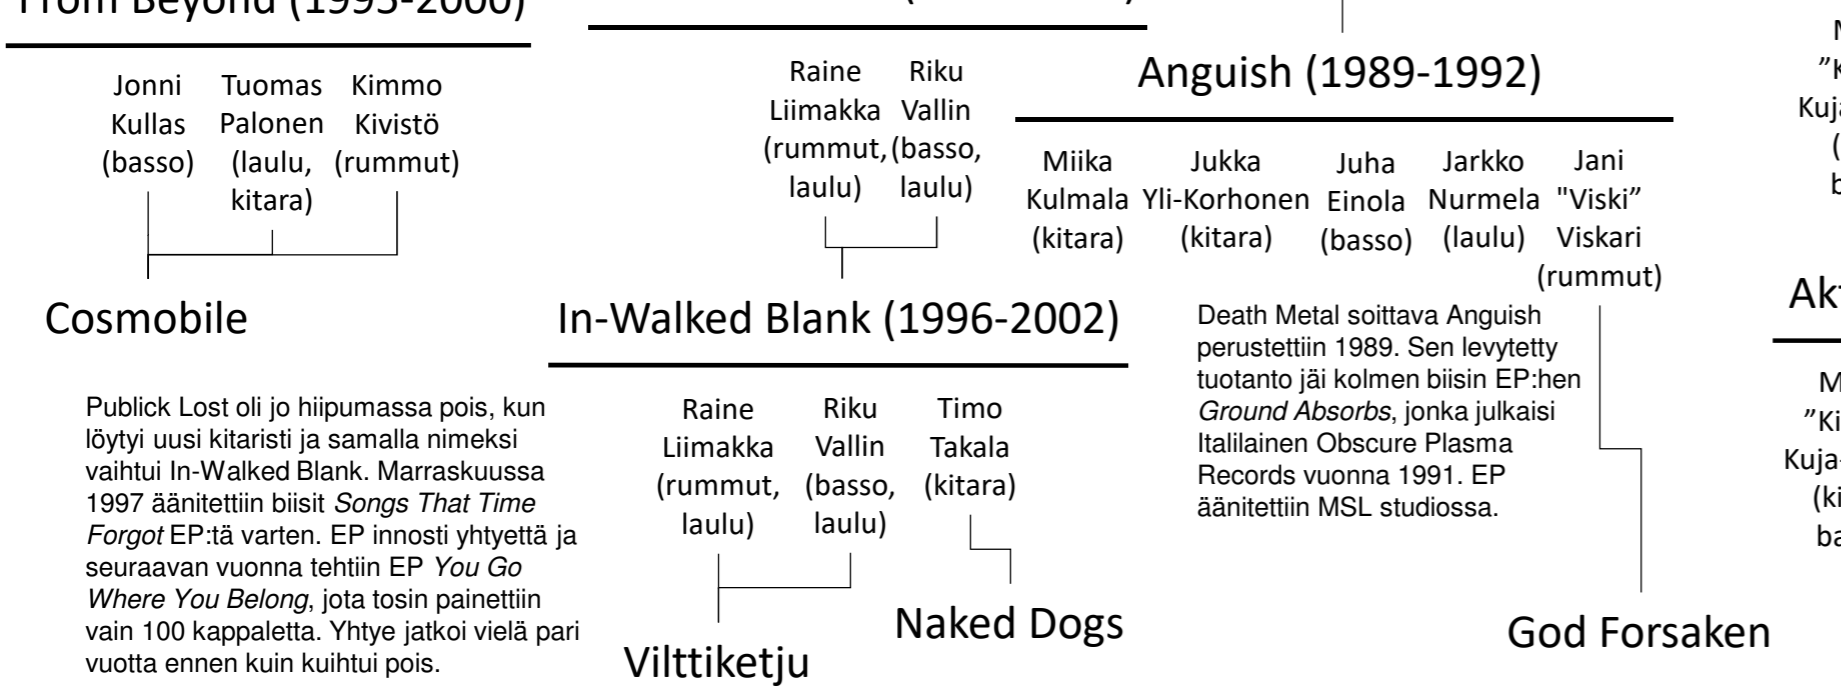 From Beyond (1995-2000)
Jonni
Kullas
(basso)
Tuomas
Palonen
(laulu,
kitara)
Kimmo
Kivistö
(rummut)
Cosmobile
Publick Lost oli jo hiipumassa pois, kun
löytyi uusi kitaristi ja samalla nimeksi
vaihtui In-Walked Blank. Marraskuussa
1997 äänitettiin biisit Songs That Time
Forgot EP:tä varten. EP innosti yhtyettä ja
seuraavan vuonna tehtiin EP You Go
Where You Belong, jota tosin painettiin
vain 100 kappaletta. Yhtye jatkoi vielä pari
vuotta ennen kuin kuihtui pois.
Raine
Liimakka
(rummut,
laulu)
Riku
Vallin
(basso,
laulu)
In-Walked Blank (1996-2002)
Raine
Liimakka
(rummut,
laulu)
Riku
Vallin
(basso,
laulu)
Timo
Takala
(kitara)
Vilttiketju
Naked Dogs
Anguish (1989-1992)
Miika
Kulmala
(kitara)
Jukka
Yli-Korhonen
(kitara)
Juha
Einola
(basso)
Jarkko
Nurmela
(laulu)
Jani
"Viski”
Viskari
(rummut)
Death Metal soittava Anguish
perustettiin 1989. Sen levytetty
tuotanto jäi kolmen biisin EP:hen
Ground Absorbs, jonka julkaisi
Italilainen Obscure Plasma
Records vuonna 1991. EP
äänitettiin MSL studiossa.
God Forsaken